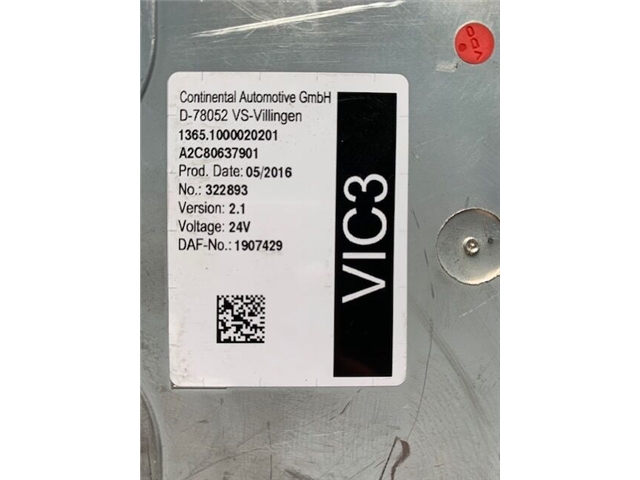 Continental Automotive GmbH
D-78052 VS-Villingen
1365.1000020201
A2C80637901
Prod. Date: 05/2016
No.: 322893
Version: 2.1
Voltage: 24V
DAF-No.: 1907429
VIC3